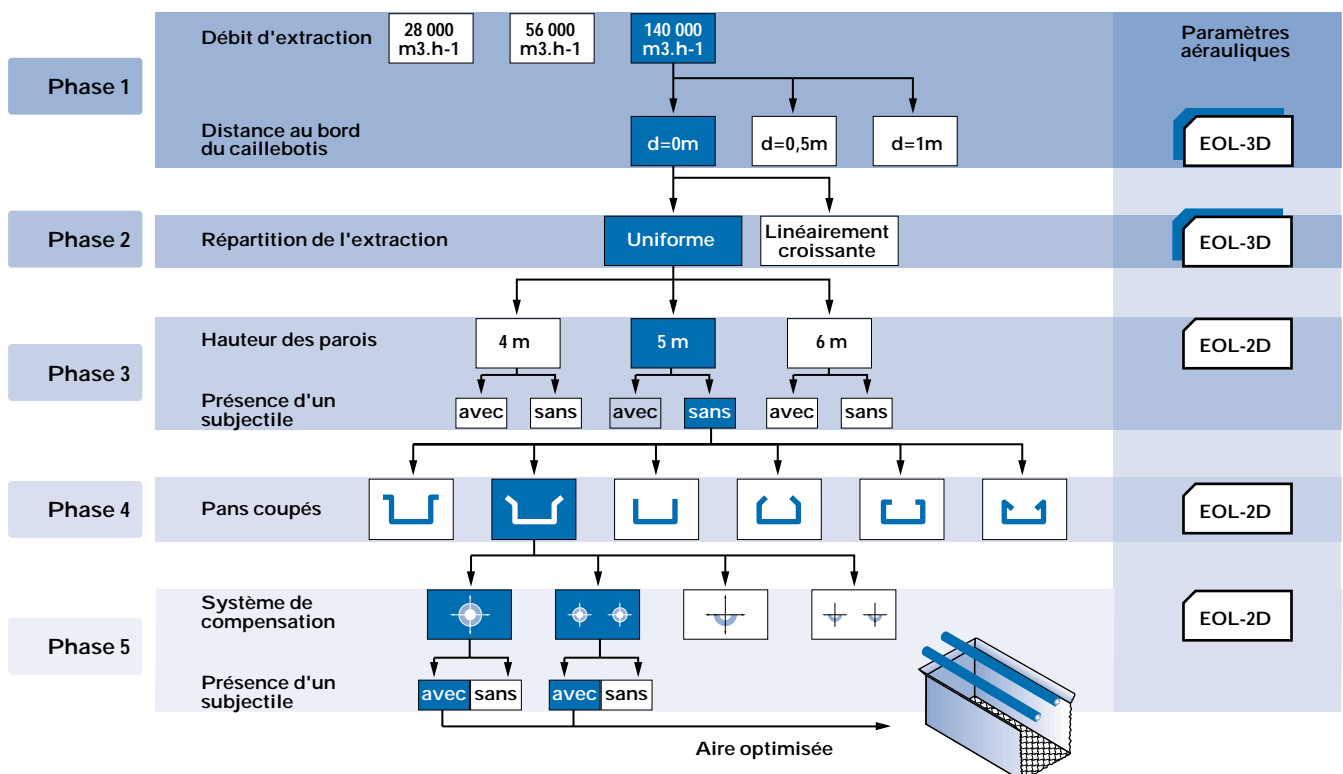 Débit d'extraction
28 000
m3.h-1
56 000
m3.h-1
140 000
m3.h-1
Paramètres
aérauliques
Phase 1
Distance au bord
du caillebotis
d=0m
d=0,5m
d=1m
EOL-3D
Phase 2
Répartition de l'extraction
Uniforme
Linéairement
croissante
EOL-3D
Phase 3
Hauteur des parois
4 m
5 m
6 m
EOL-2D
Présence d'un
subjectile
avec
sans
avec
sans
avec
sans
Phase 4
Pans coupés
EOL-2D
Phase 5
Système de
compensation
EOL-2D
Présence d'un
subjectile
avec
sans
avec
sans
Aire optimisée